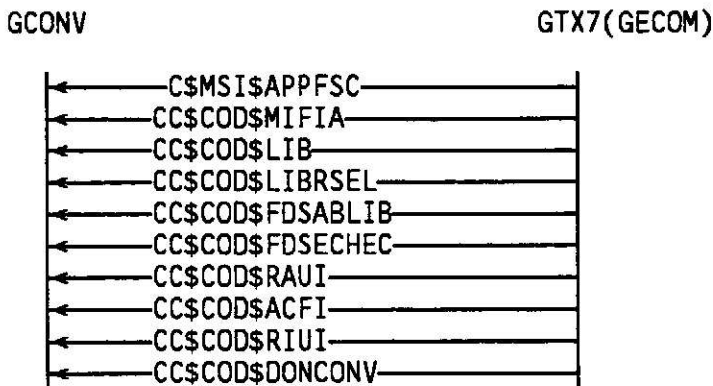 GCONV GTX7(GECOM)
C$MSI$APPFSC
CC$COD$MIFIA
CC$COD$LIB
CC$COD$LIBRSEL
CC$COD$FDSABLIB
CC$COD$FDSECHEC
CC$COD$RAUI
CC$COD$ACFI
CC$COD$RIUI
CC$COD$DONCONV